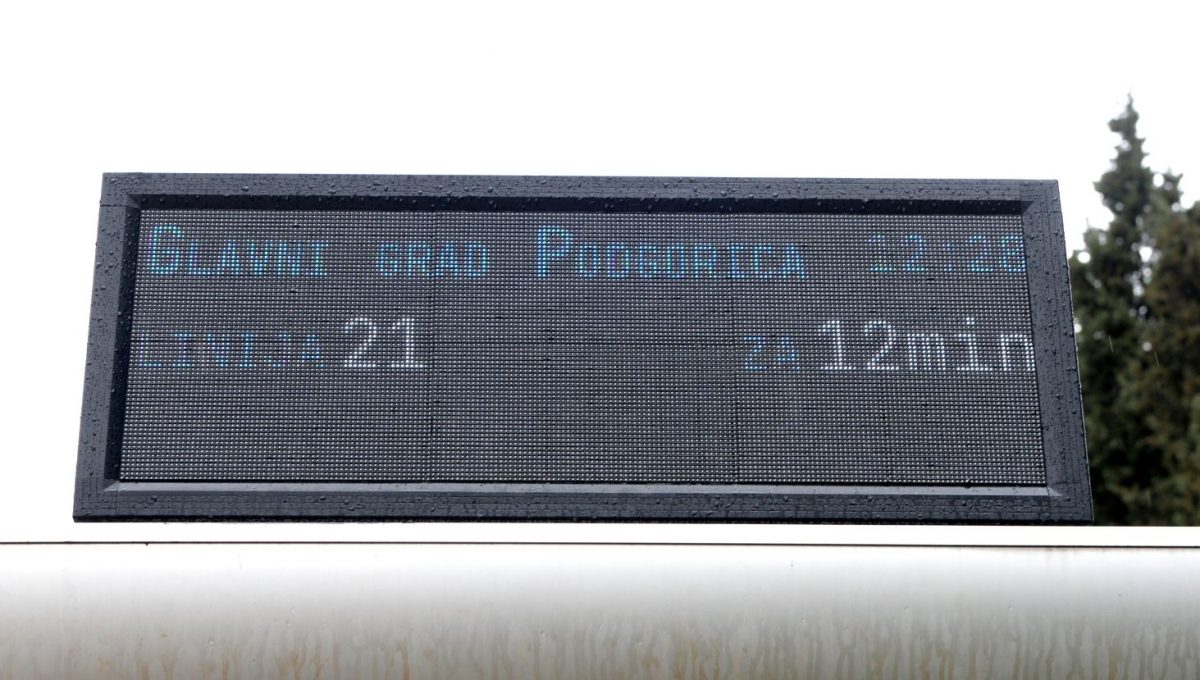 GLAVNI GRAD PODGORICA 12:28
LINIJA 21 ZA 12min